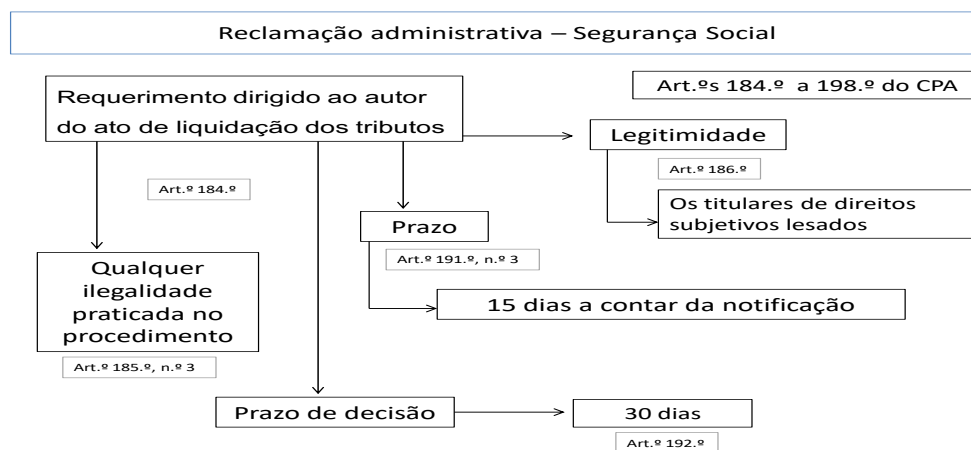 Reclamação administrativa – Segurança Social
Requerimento dirigido ao autor
do ato de liquidação dos tributos
Art.ºs 184.º a 198.º do CPA
Legitimidade
Art.º 186.º
Art.º 184.º
Os titulares de direitos
subjetivos lesados
Prazo
Art.º 191.º, n.º 3
Qualquer
ilegalidade
praticada no
procedimento
15 dias a contar da notificação
Art.º 185.º, n.º 3
Prazo de decisão
30 dias
Art.º 192.º